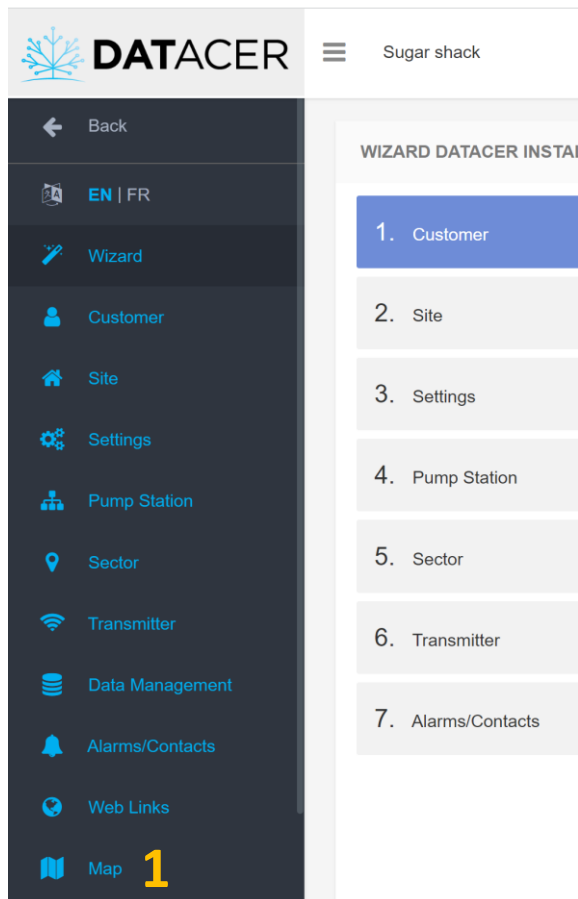 DATACER
Sugar shack
Back
EN | FR
Wizard
Customer
Site
Settings
Pump Station
Sector
Transmitter
Data Management
Alarms/Contacts
Web Links
Map 1
WIZARD DATACER INSTAL
1. Customer
2. Site
3. Settings
4. Pump Station
5. Sector
6. Transmitter
7. Alarms/Contacts